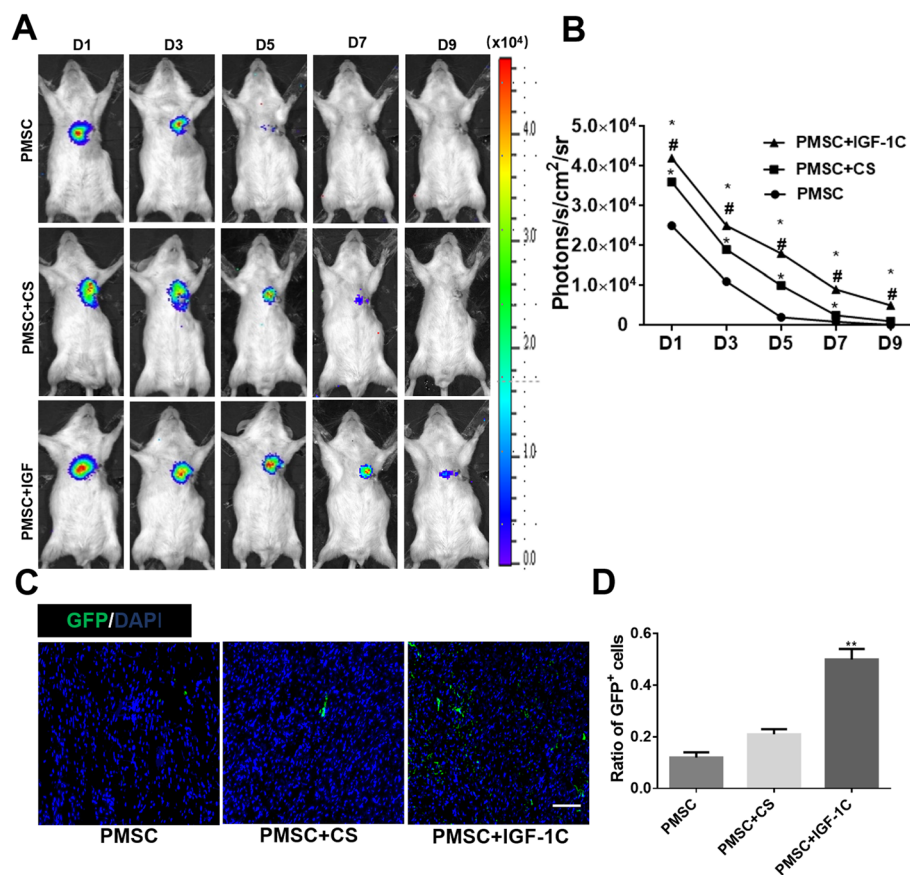 A
D1 D3 D5 D7 D9 (x10⁴)
PMSC
PMSC+CS
PMSC+IGF
4.0
3.0
2.0
1.0
0.0
B
Photons/s/cm²/sr
5.0×10⁴
4.0×10⁴
3.0×10⁴
2.0×10⁴
1.0×10⁴
0
* # * * # * * # * * # * * #
PMSC+IGF-1C
PMSC+CS
PMSC
D1 D3 D5 D7 D9
C
GFP/DAPI
PMSC PMSC+CS PMSC+IGF-1C
D
Ratio of GFP⁺ cells
0.6
0.4
0.2
0.0
**
PMSC
PMSC+CS
PMSC+IGF-1C